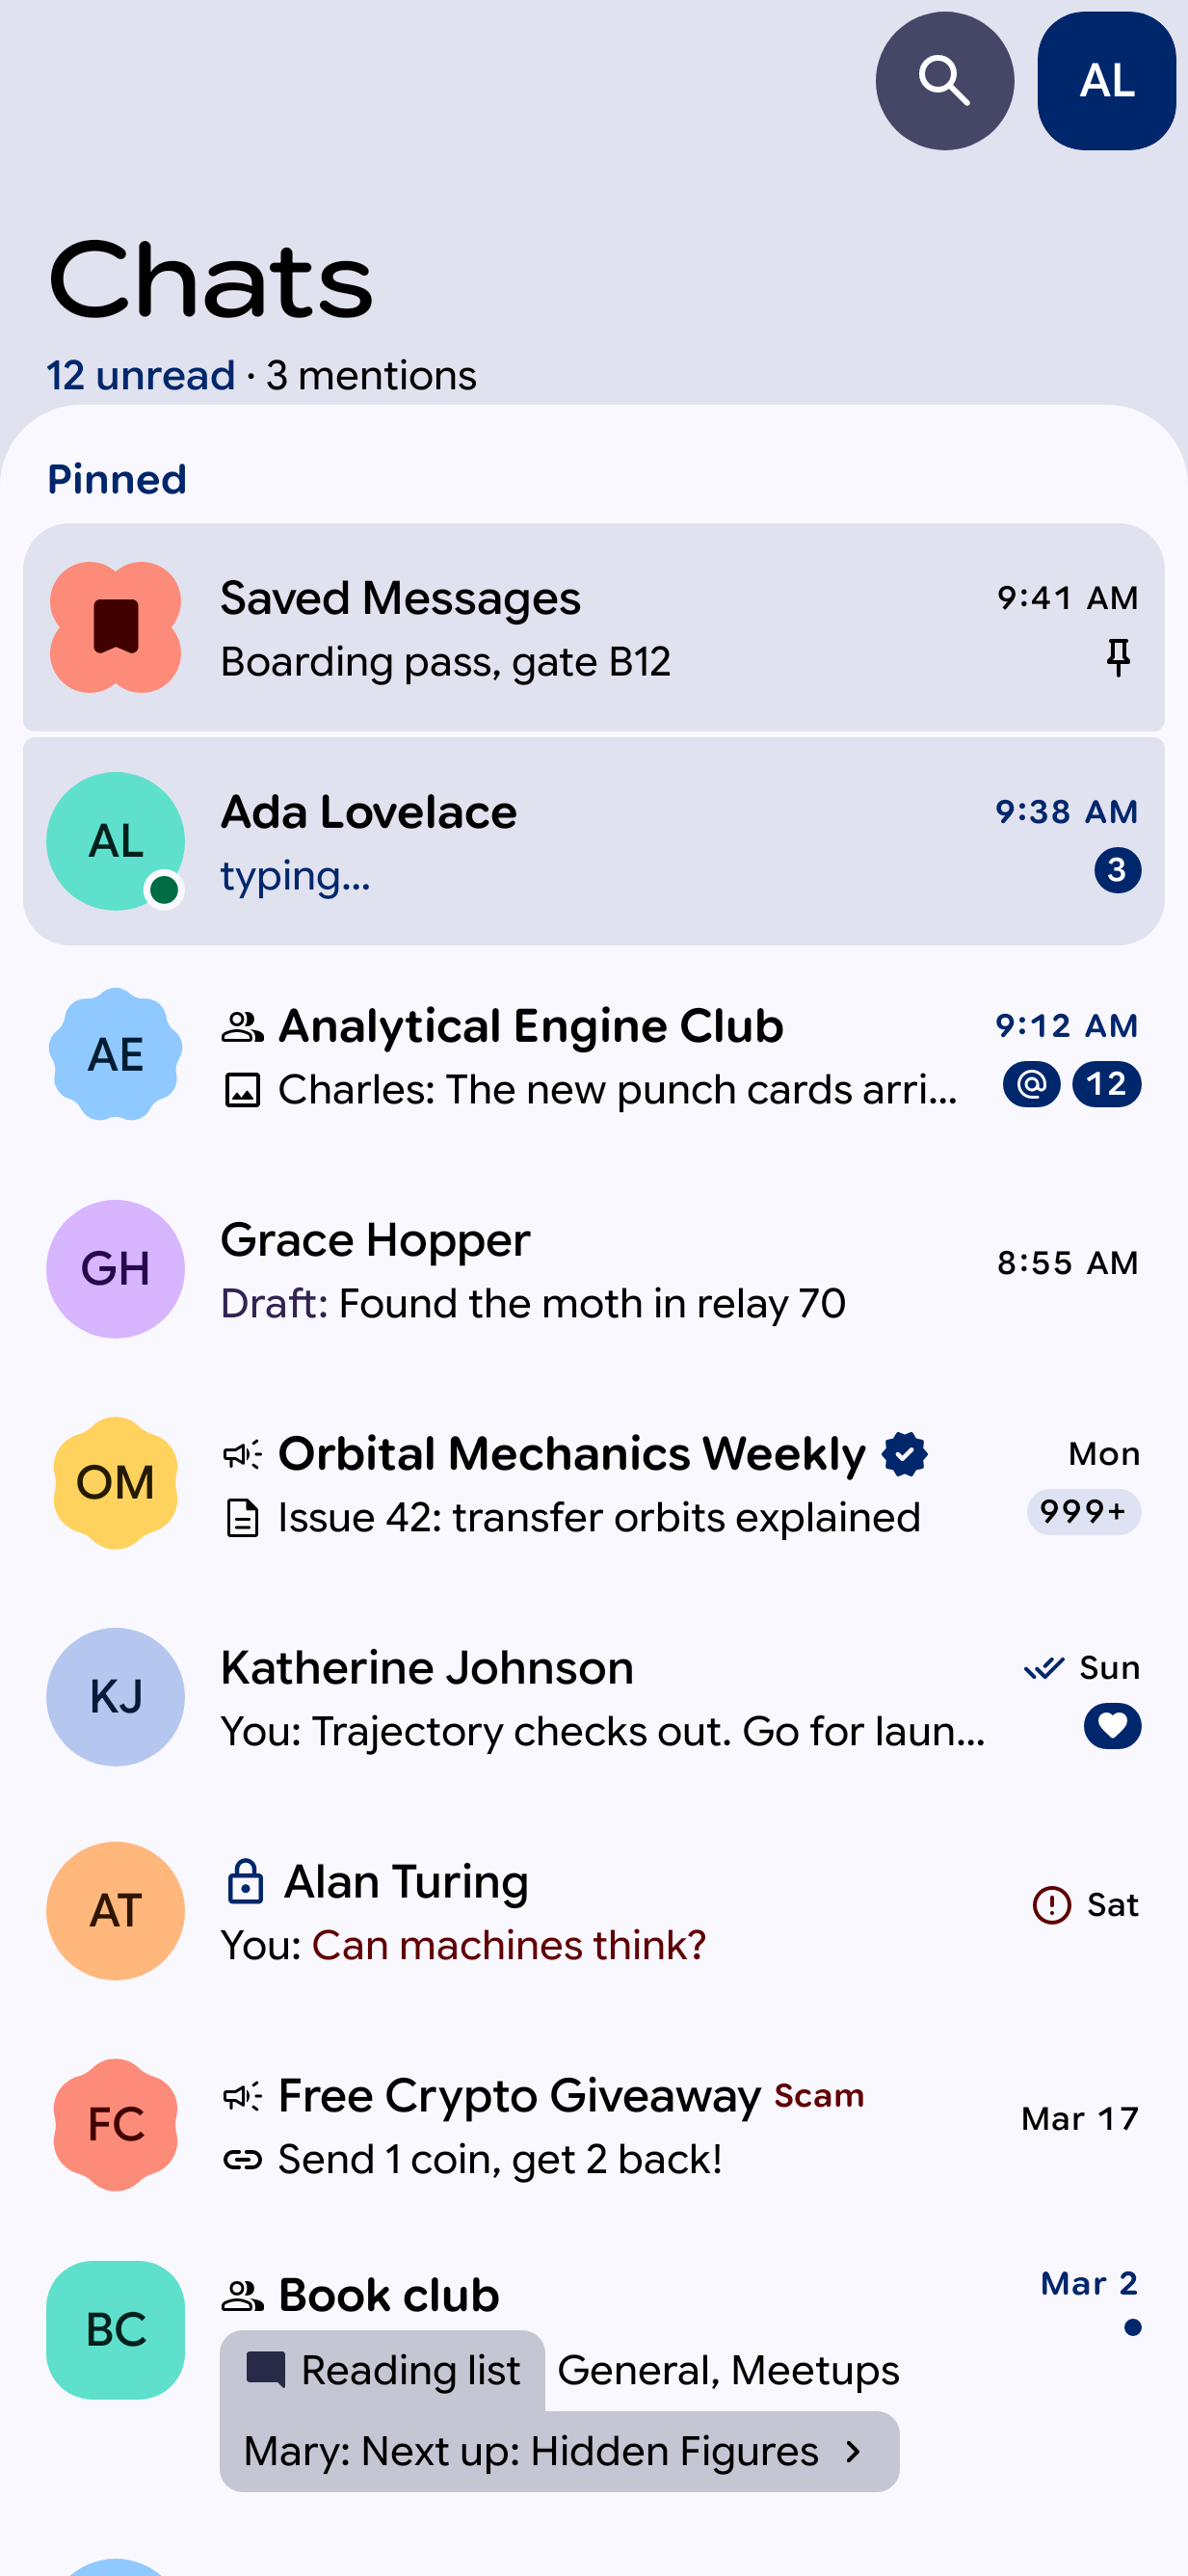 AL
Chats
12 unread · 3 mentions
Pinned
Saved Messages 9:41 AM
Boarding pass, gate B12
AL Ada Lovelace 9:38 AM
typing... 3
AE Analytical Engine Club 9:12 AM
Charles: The new punch cards arri... @ 12
GH Grace Hopper 8:55 AM
Draft: Found the moth in relay 70
OM Orbital Mechanics Weekly Mon
Issue 42: transfer orbits explained 999+
KJ Katherine Johnson Sun
You: Trajectory checks out. Go for laun...
AT Alan Turing Sat
You: Can machines think?
FC Free Crypto Giveaway Scam Mar 17
Send 1 coin, get 2 back!
BC Book club Mar 2
Reading list General, Meetups
Mary: Next up: Hidden Figures